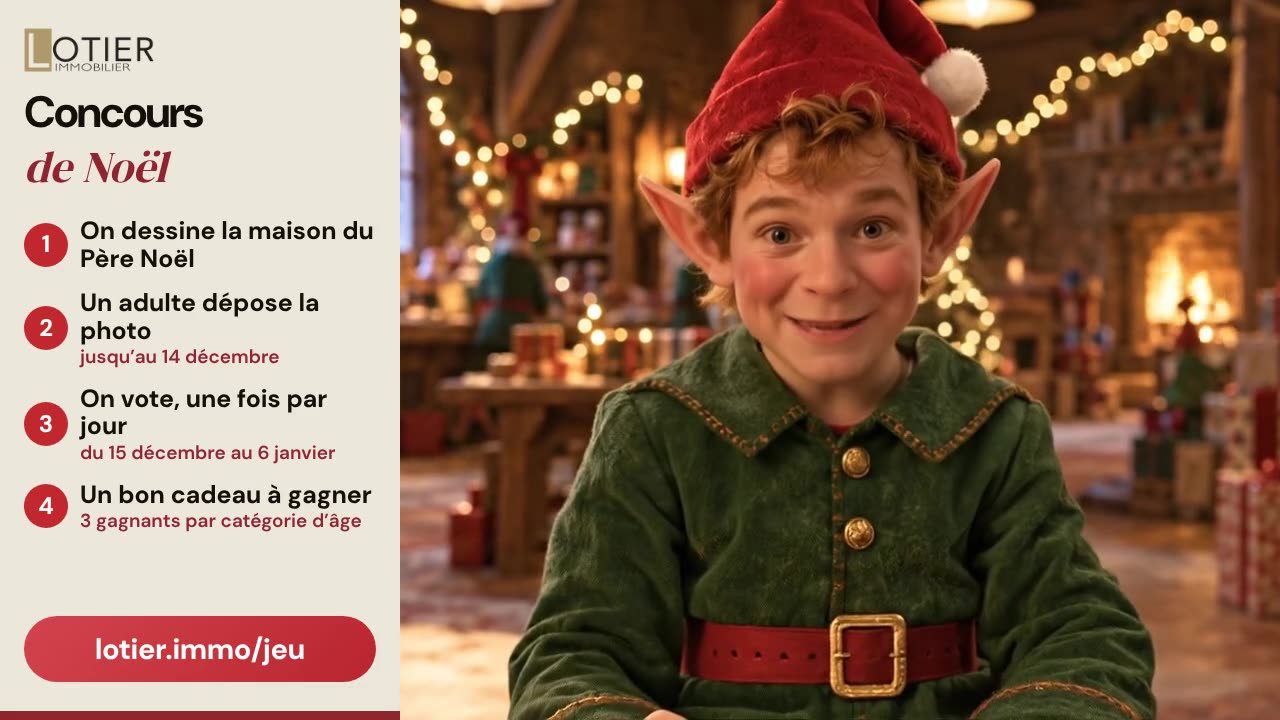 LOTIER
IMMOBILIER
Concours
de Noël
1
On dessine la maison du
Père Noël
2
Un adulte dépose la
photo
jusqu’au 14 décembre
3
On vote, une fois par
jour
du 15 décembre au 6 janvier
4
Un bon cadeau à gagner
3 gagnants par catégorie d’âge
lotier.immo/jeu